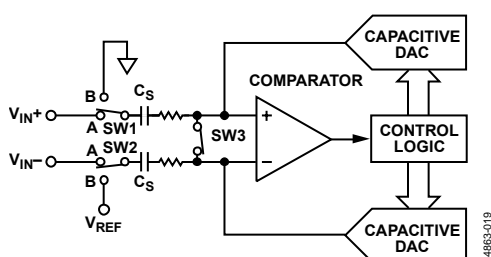 CAPACITIVE
DAC
COMPARATOR
B
CS
VIN+
A
SW1
+
SW3
CONTROL
LOGIC
VIN–
A
SW2
–
B
CS
VREF
CAPACITIVE
DAC
4863-019